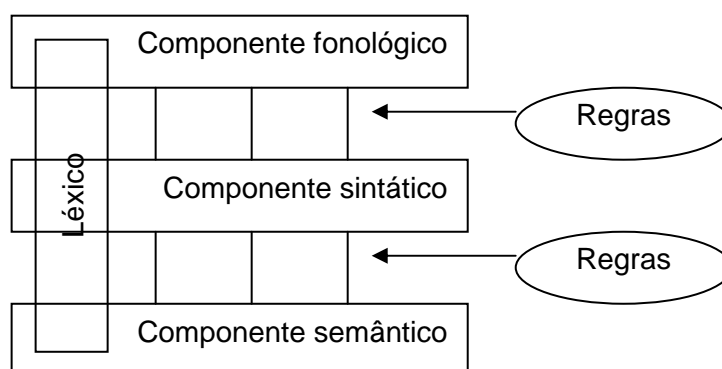 Componente fonológico
Regras
Léxico
Componente sintático
Regras
Componente semântico